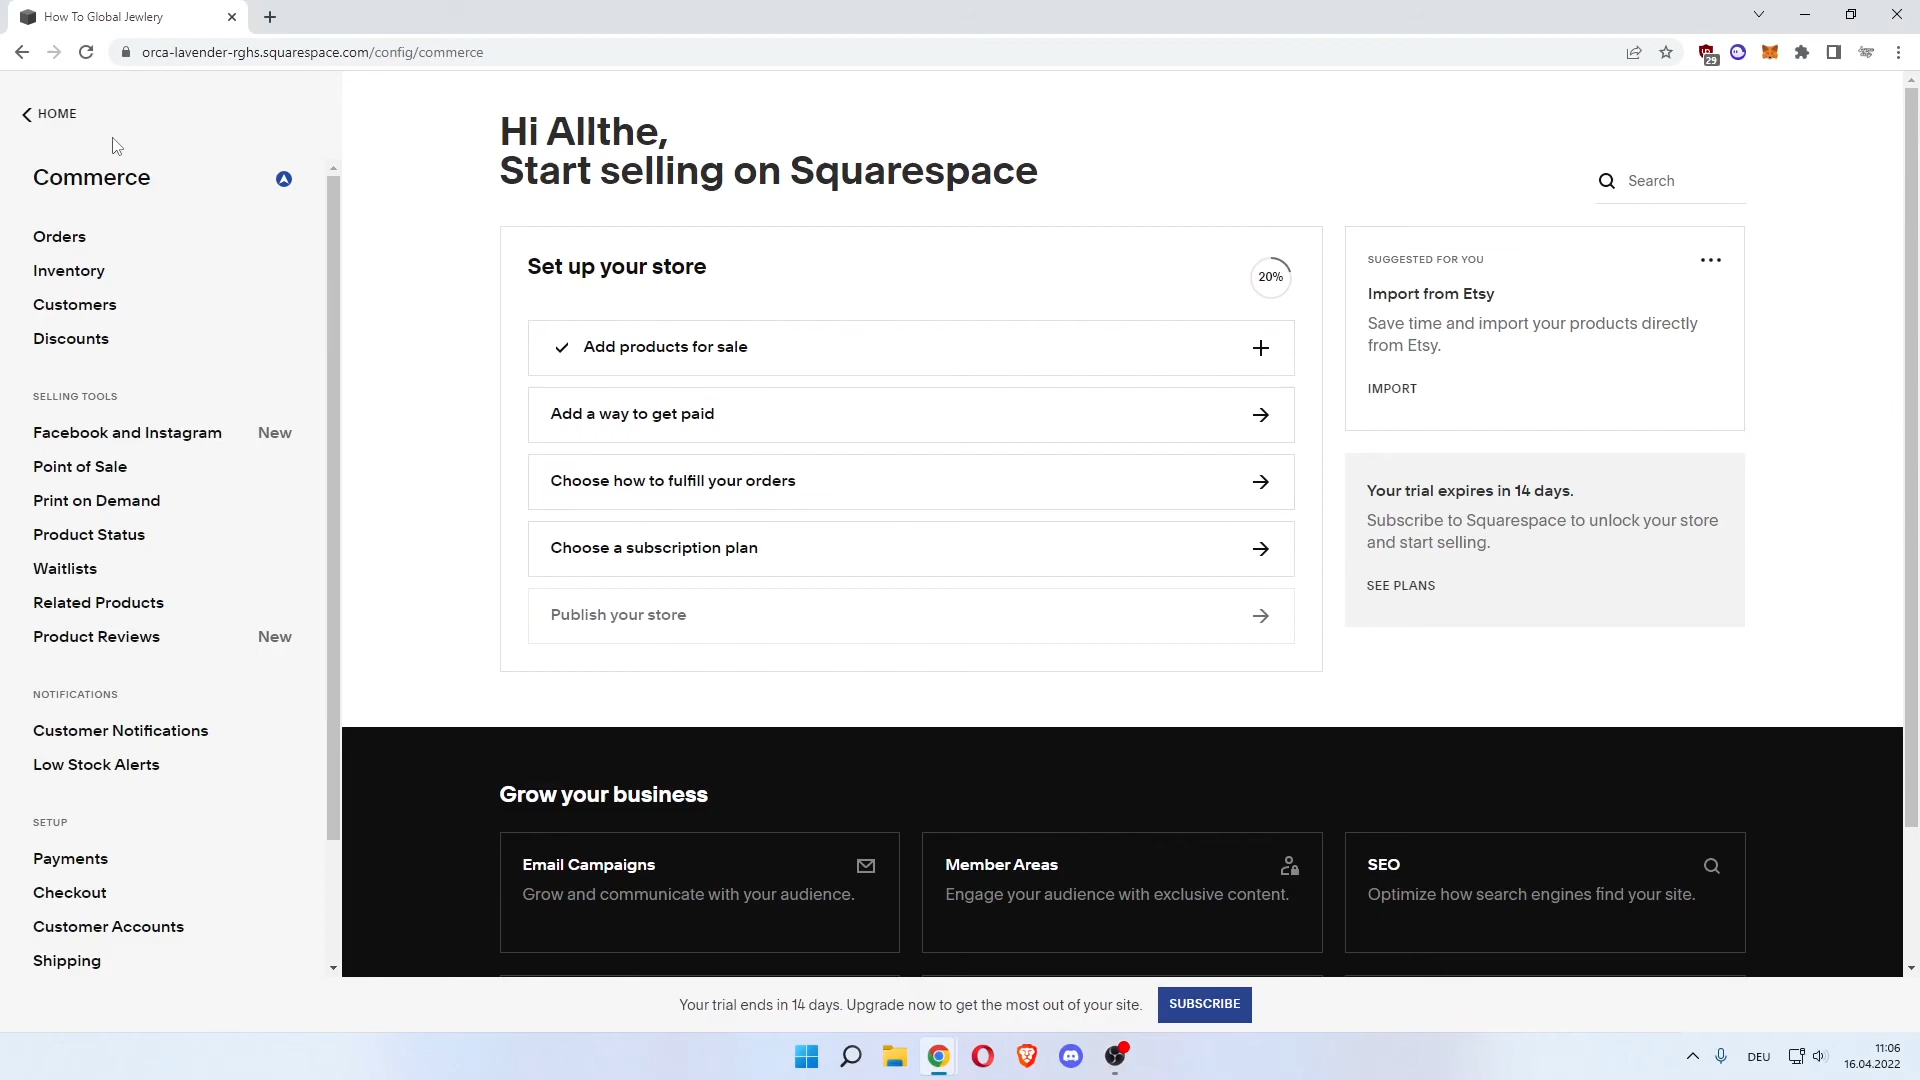 How To Global Jewlery
orca-lavender-rghs.squarespace.com/config/commerce
29
HOME
Commerce
Orders
Inventory
Customers
Discounts
SELLING TOOLS
Facebook and Instagram New
Point of Sale
Print on Demand
Product Status
Waitlists
Related Products
Product Reviews New
NOTIFICATIONS
Customer Notifications
Low Stock Alerts
SETUP
Payments
Checkout
Customer Accounts
Shipping
Hi Allthe,
Start selling on Squarespace
Search
Set up your store
20%
Add products for sale
Add a way to get paid
Choose how to fulfill your orders
Choose a subscription plan
Publish your store
SUGGESTED FOR YOU
Import from Etsy
Save time and import your products directly
from Etsy.
IMPORT
Your trial expires in 14 days.
Subscribe to Squarespace to unlock your store
and start selling.
SEE PLANS
Grow your business
Email Campaigns
Grow and communicate with your audience.
Member Areas
Engage your audience with exclusive content.
SEO
Optimize how search engines find your site.
Your trial ends in 14 days. Upgrade now to get the most out of your site.
SUBSCRIBE
DEU
11:06
16.04.2022